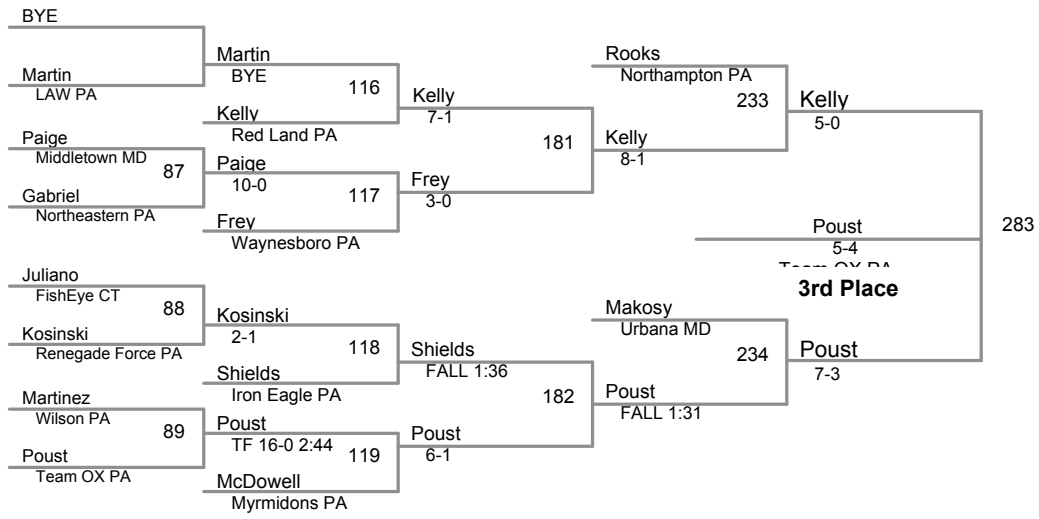 BYE
Martin
LAW PA
Martin
BYE
116
Kelly
Red Land PA
Kelly
7-1
Paige
Middletown MD
87
Gabriel
Northeastern PA
Paige
10-0
117
Frey
Waynesboro PA
Frey
3-0
181
Rooks
Northampton PA
233
Kelly
8-1
Kelly
5-0
283
Poust
5-4
Team OX PA
3rd Place
Juliano
FishEye CT
88
Kosinski
Renegade Force PA
Kosinski
2-1
118
Shields
Iron Eagle PA
Shields
FALL 1:36
Martinez
Wilson PA
89
Poust
Team OX PA
Poust
TF 16-0 2:44
119
McDowell
Myrmidons PA
Poust
6-1
182
Makosy
Urbana MD
234
Poust
FALL 1:31
Poust
7-3